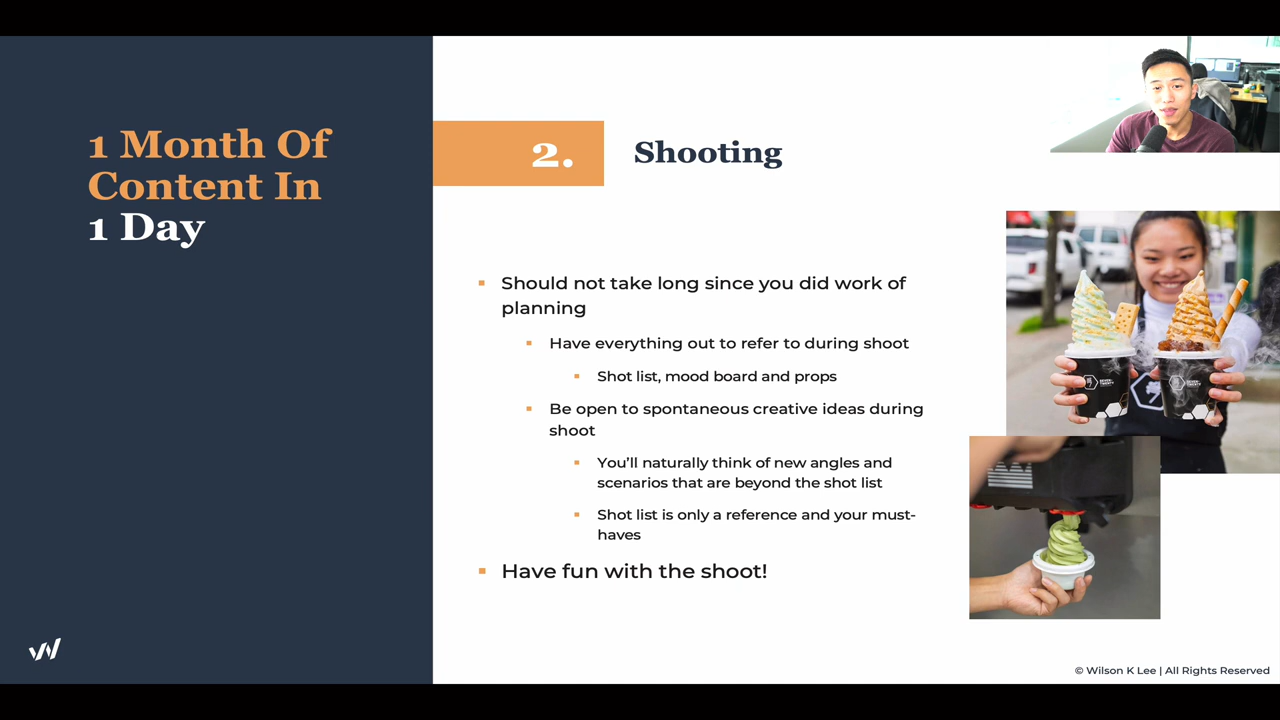 1 Month Of
Content In
1 Day
2.
Shooting
Should not take long since you did work of
planning
Have everything out to refer to during shoot
Shot list, mood board and props
Be open to spontaneous creative ideas during
shoot
You’ll naturally think of new angles and
scenarios that are beyond the shot list
Shot list is only a reference and your must-
haves
Have fun with the shoot!
© Wilson K Lee | All Rights Reserved